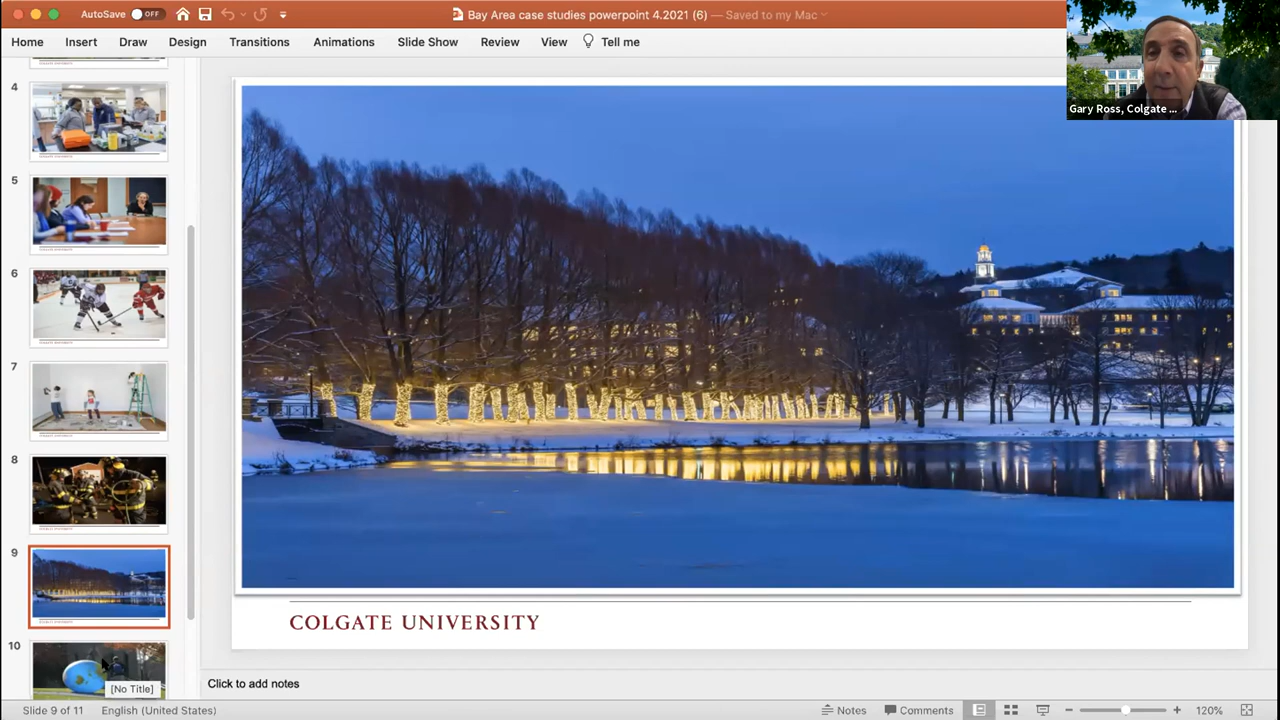 AutoSave OFF
Bay Area case studies powerpoint 4.2021 (6) — Saved to my Mac
Home Insert Draw Design Transitions Animations Slide Show Review View Tell me
Gary Ross, Colgate ...
4
5
6
7
8
9
10
[No Title]
COLGATE UNIVERSITY
Click to add notes
Slide 9 of 11 English (United States) Notes Comments 120%